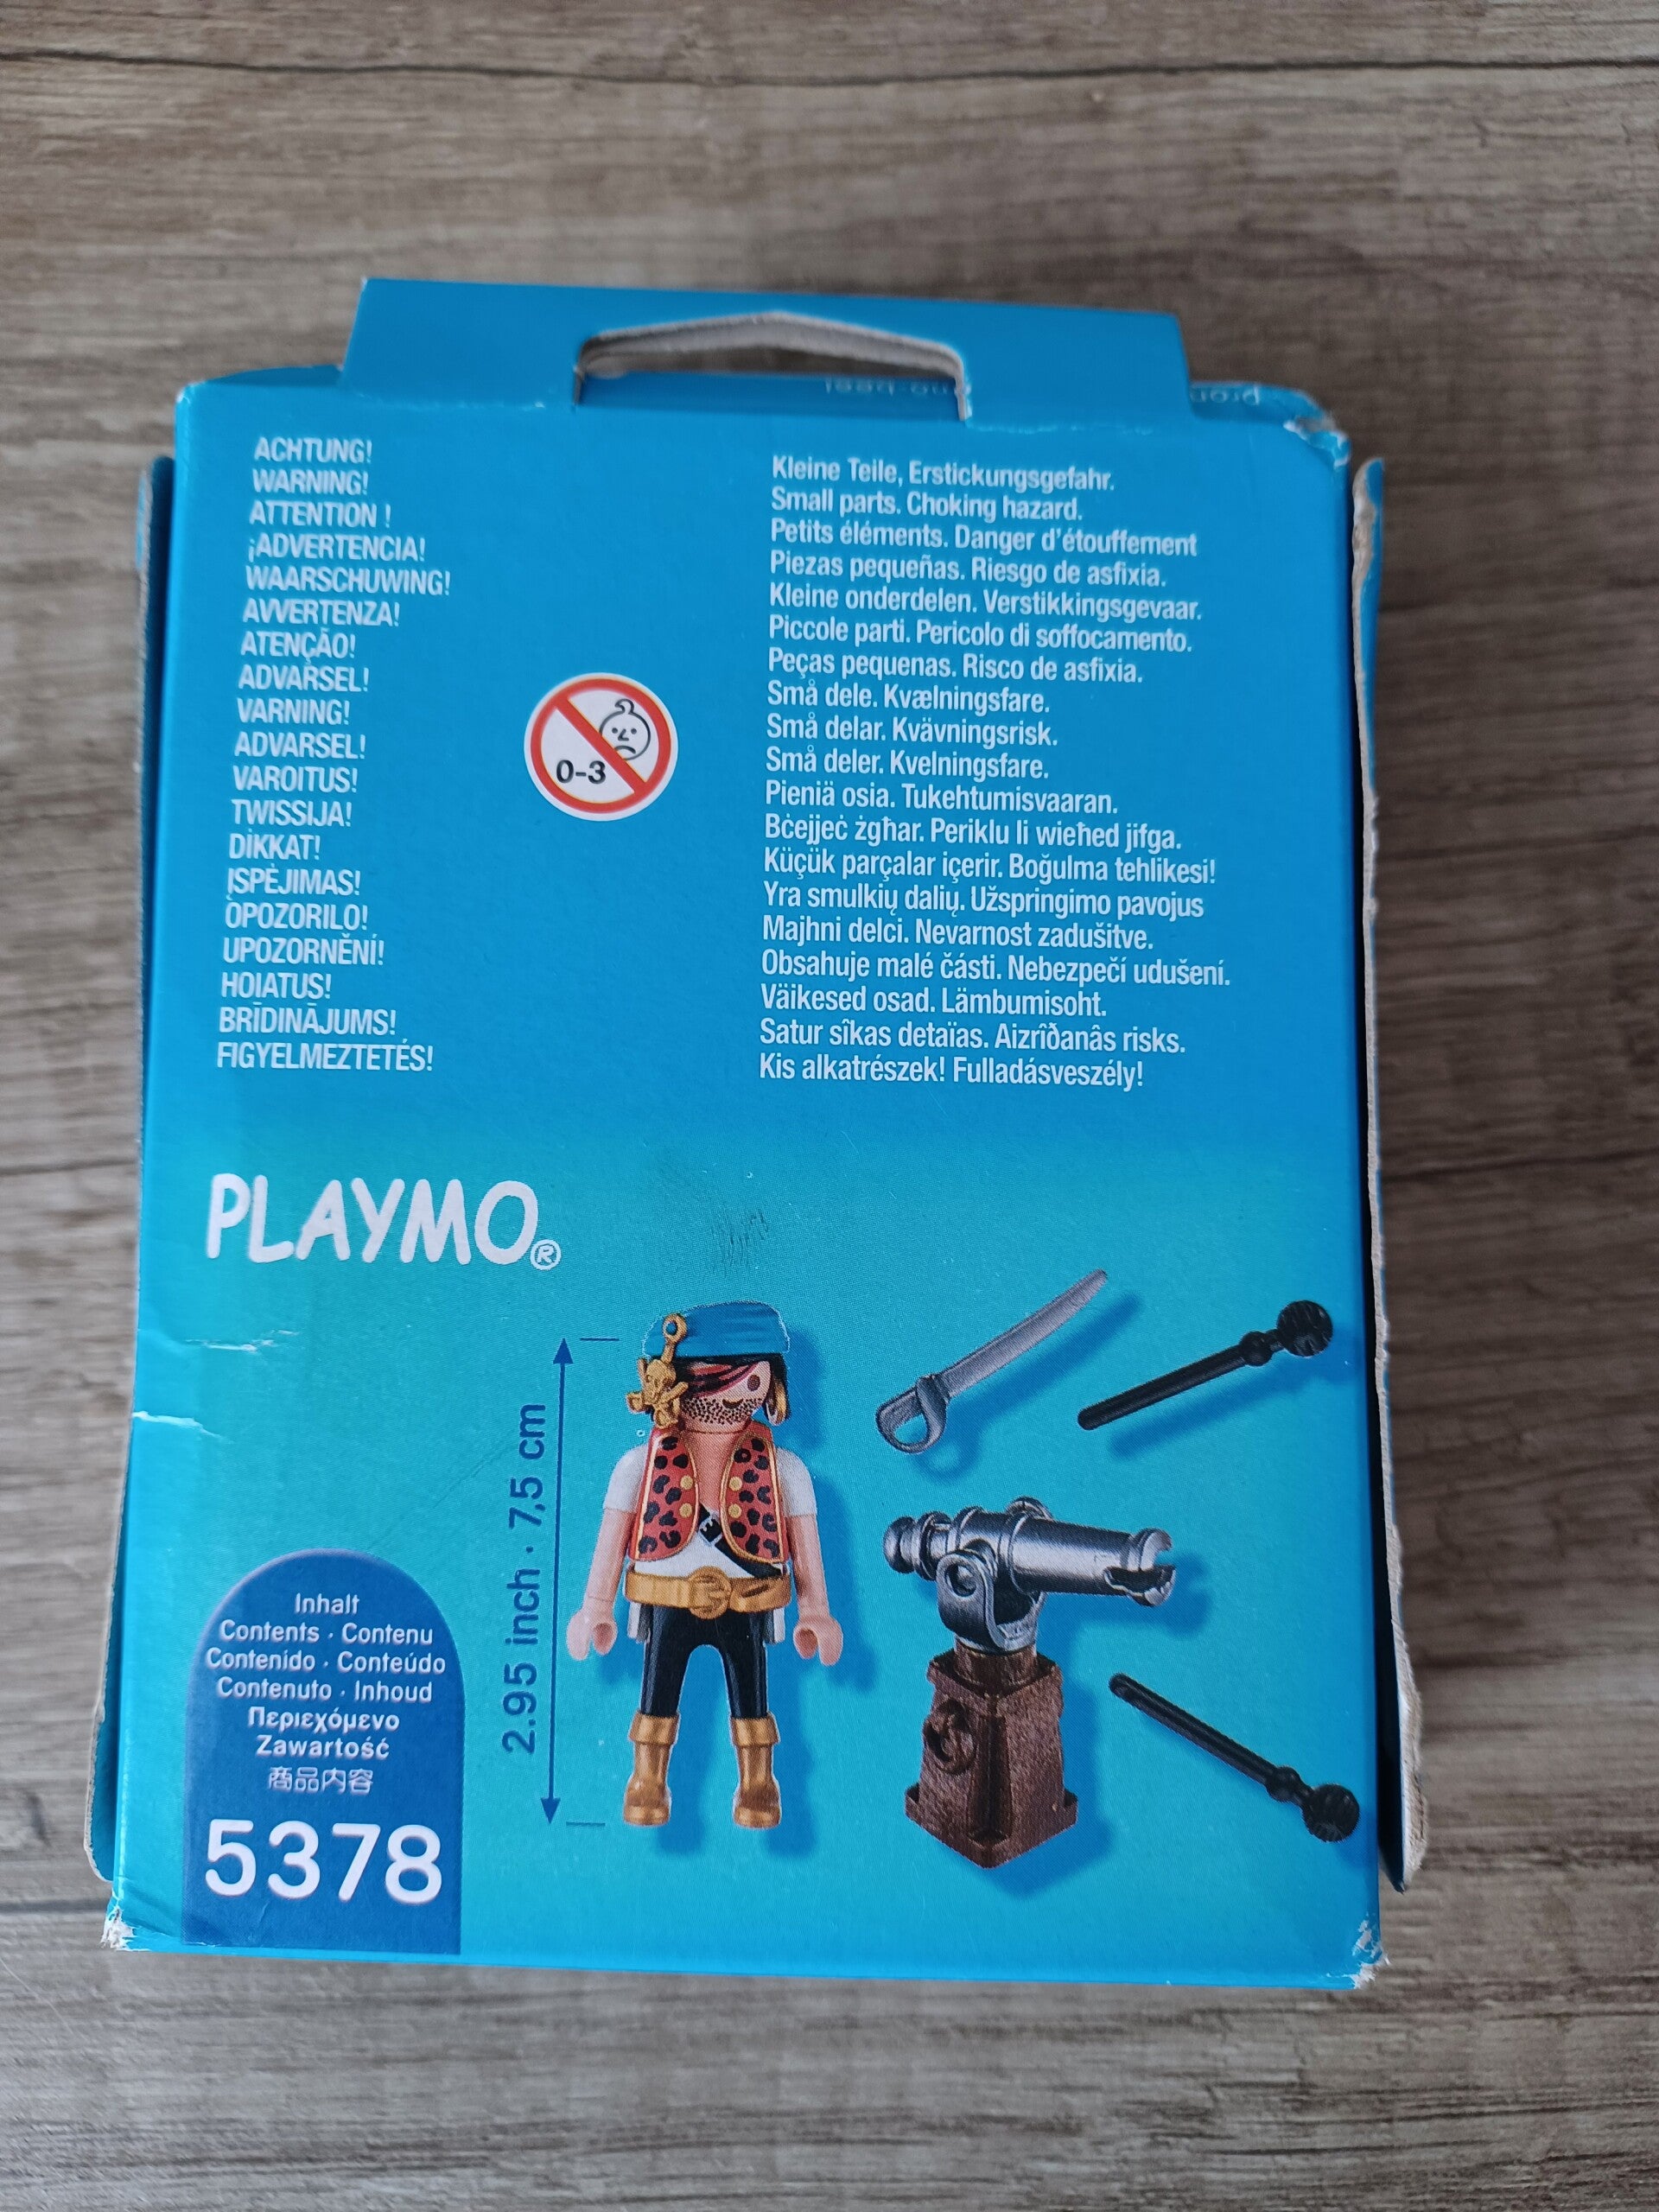 ACHTUNG!
WARNING!
ATTENTION !
¡ADVERTENCIA!
WAARSCHUWING!
AVVERTENZA!
ATENÇÃO!
ADVARSEL!
VARNING!
ADVARSEL!
VAROITUS!
TWISSIJA!
DİKKAT!
ĮSPĖJIMAS!
OPOZORILO!
UPOZORNĚNÍ!
HOIATUS!
BRĪDINĀJUMS!
FIGYELMEZTETÉS!
0-3
Kleine Teile, Erstickungsgefahr.
Small parts. Choking hazard.
Petits éléments. Danger d'étouffement
Piezas pequeñas. Riesgo de asfixia.
Kleine onderdelen. Verstikkingsgevaar.
Piccole parti. Pericolo di soffocamento.
Peças pequenas. Risco de asfixia.
Små dele. Kvælningsfare.
Små delar. Kvävningsrisk.
Små deler. Kvelningsfare.
Pieniä osia. Tukehtumisvaaran.
Bċejjeċ żgħar. Periklu li wieħed jifga.
Küçük parçalar içerir. Boğulma tehlikesi!
Yra smulkių dalių. Užspringimo pavojus
Majhni delci. Nevarnost zadušitve.
Obsahuje malé části. Nebezpečí udušení.
Väikesed osad. Lämbumisoht.
Satur sîkas detaïas. Aizrîðanâs risks.
Kis alkatrészek! Fulladásveszély!
PLAYMO®
2.95 inch · 7,5 cm
Inhalt
Contents · Contenu
Contenido · Conteúdo
Contenuto · Inhoud
Περιεχόμενο
Zawartość
商品内容
5378